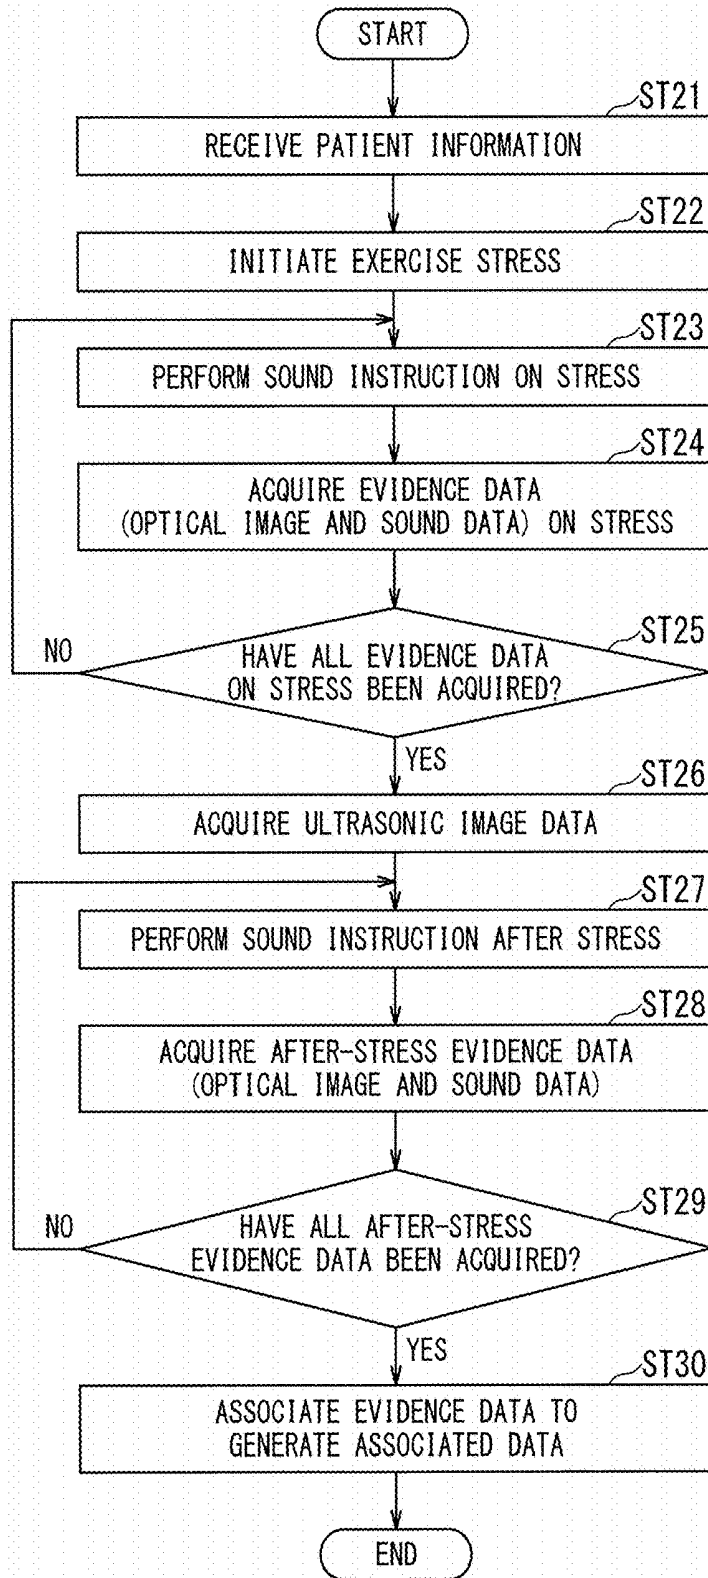 START
ST21
RECEIVE PATIENT INFORMATION
ST22
INITIATE EXERCISE STRESS
ST23
PERFORM SOUND INSTRUCTION ON STRESS
ST24
ACQUIRE EVIDENCE DATA
(OPTICAL IMAGE AND SOUND DATA) ON STRESS
ST25
NO
HAVE ALL EVIDENCE DATA
ON STRESS BEEN ACQUIRED?
YES
ST26
ACQUIRE ULTRASONIC IMAGE DATA
ST27
PERFORM SOUND INSTRUCTION AFTER STRESS
ST28
ACQUIRE AFTER-STRESS EVIDENCE DATA
(OPTICAL IMAGE AND SOUND DATA)
ST29
NO
HAVE ALL AFTER-STRESS
EVIDENCE DATA BEEN ACQUIRED?
YES
ST30
ASSOCIATE EVIDENCE DATA TO
GENERATE ASSOCIATED DATA
END